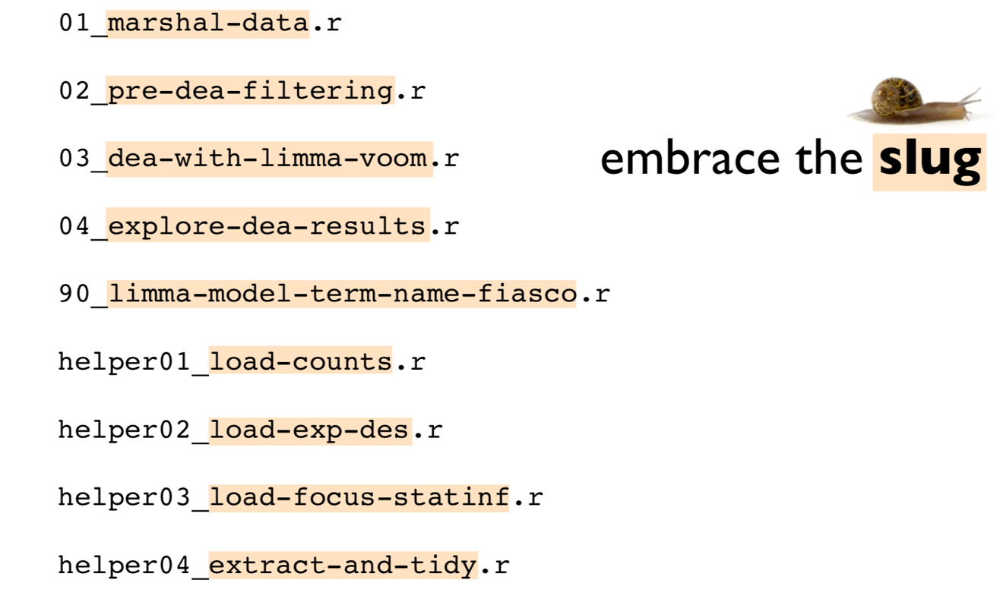 01_marshal-data.r
02_pre-dea-filtering.r
03_dea-with-limma-voom.r
embrace the slug
04_explore-dea-results.r
90_limma-model-term-name-fiasco.r
helper01_load-counts.r
helper02_load-exp-des.r
helper03_load-focus-statinf.r
helper04_extract-and-tidy.r